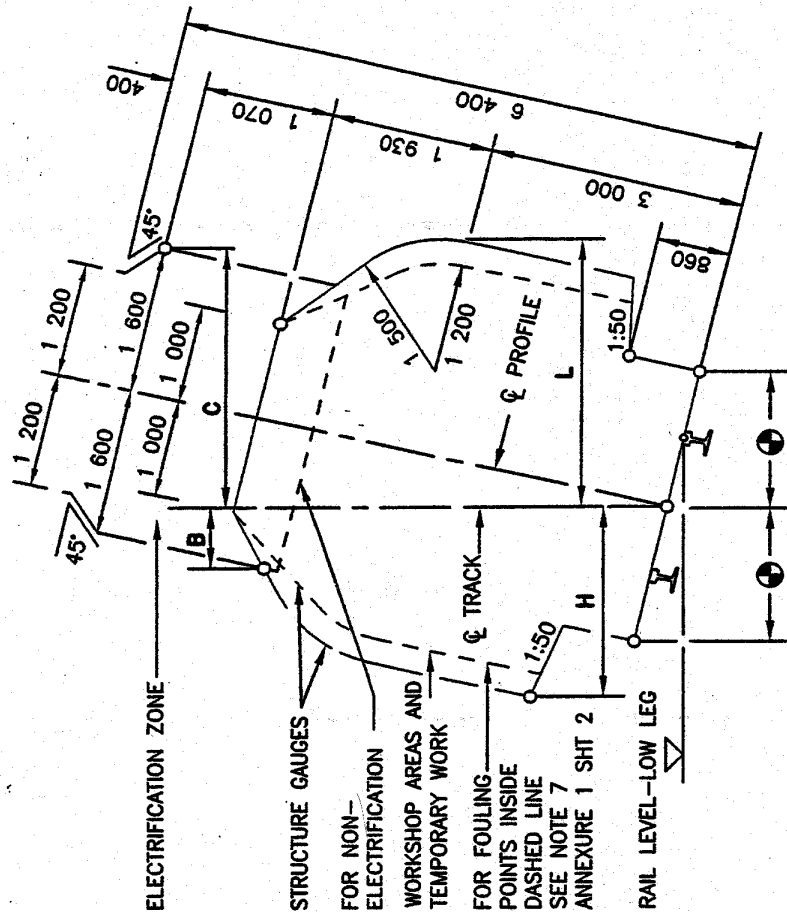 400
1 200
1 200
1 600
1 600
1 000
1 000
45°
45°
C
B
1 070
6 400
1 930
3 000
860
1 500
1 200
1:50
1:50
L
H
℄ PROFILE
℄ TRACK
ELECTRIFICATION ZONE
STRUCTURE GAUGES
FOR NON-
ELECTRIFICATION
WORKSHOP AREAS AND
TEMPORARY WORK
FOR FOULING
POINTS INSIDE
DASHED LINE
SEE NOTE 7
ANNEXURE 1 SHT 2
RAIL LEVEL-LOW LEG